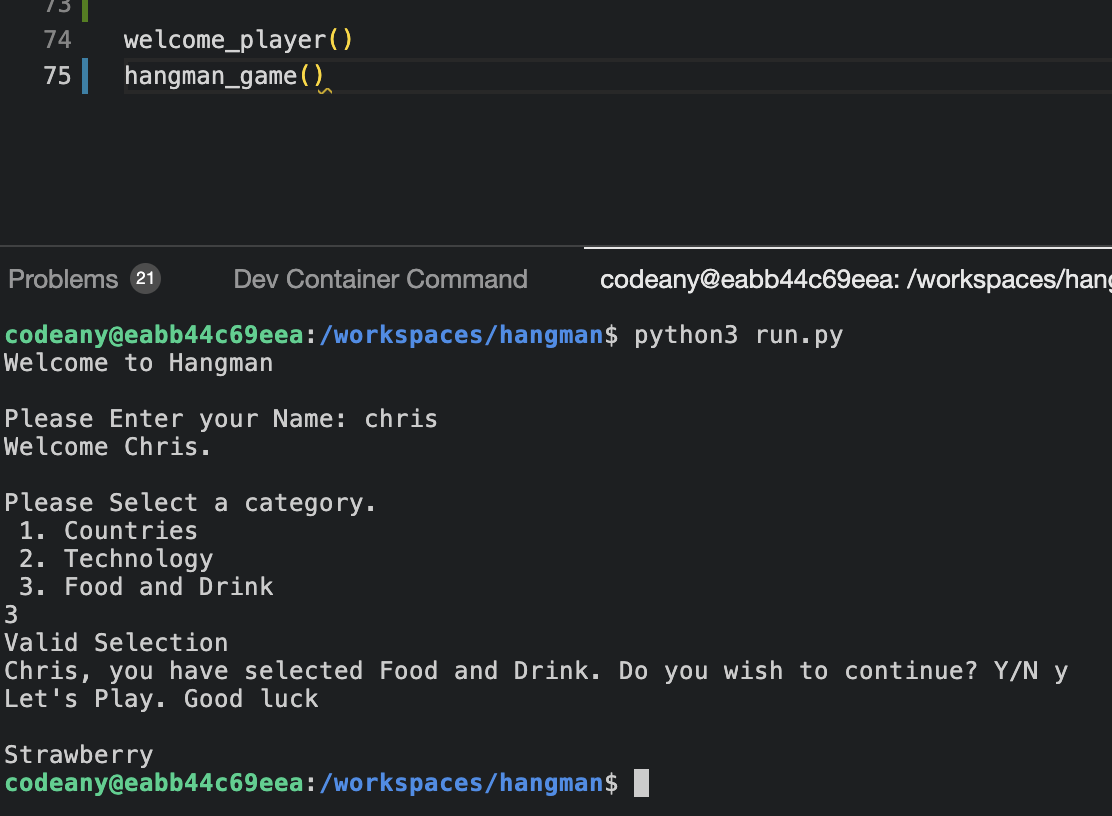 73
74 welcome_player()
75 hangman_game()
Problems 21 Dev Container Command codeany@eabb44c69eea: /workspaces/hang
codeany@eabb44c69eea:/workspaces/hangman$ python3 run.py
Welcome to Hangman
Please Enter your Name: chris
Welcome Chris.
Please Select a category.
1. Countries
2. Technology
3. Food and Drink
3
Valid Selection
Chris, you have selected Food and Drink. Do you wish to continue? Y/N y
Let's Play. Good luck
Strawberry
codeany@eabb44c69eea:/workspaces/hangman$